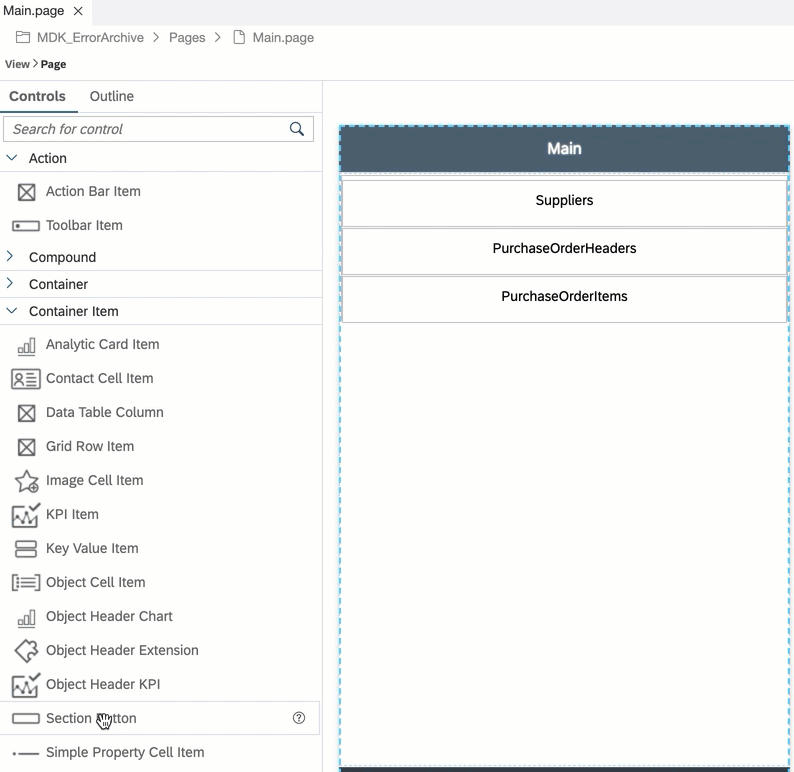 Main.page
MDK_ErrorArchive > Pages > Main.page
View > Page
Controls Outline
Search for control
Action
Action Bar Item
Toolbar Item
Compound
Container
Container Item
Analytic Card Item
Contact Cell Item
Data Table Column
Grid Row Item
Image Cell Item
KPI Item
Key Value Item
Object Cell Item
Object Header Chart
Object Header Extension
Object Header KPI
Section Button
Simple Property Cell Item
Main
Suppliers
PurchaseOrderHeaders
PurchaseOrderItems